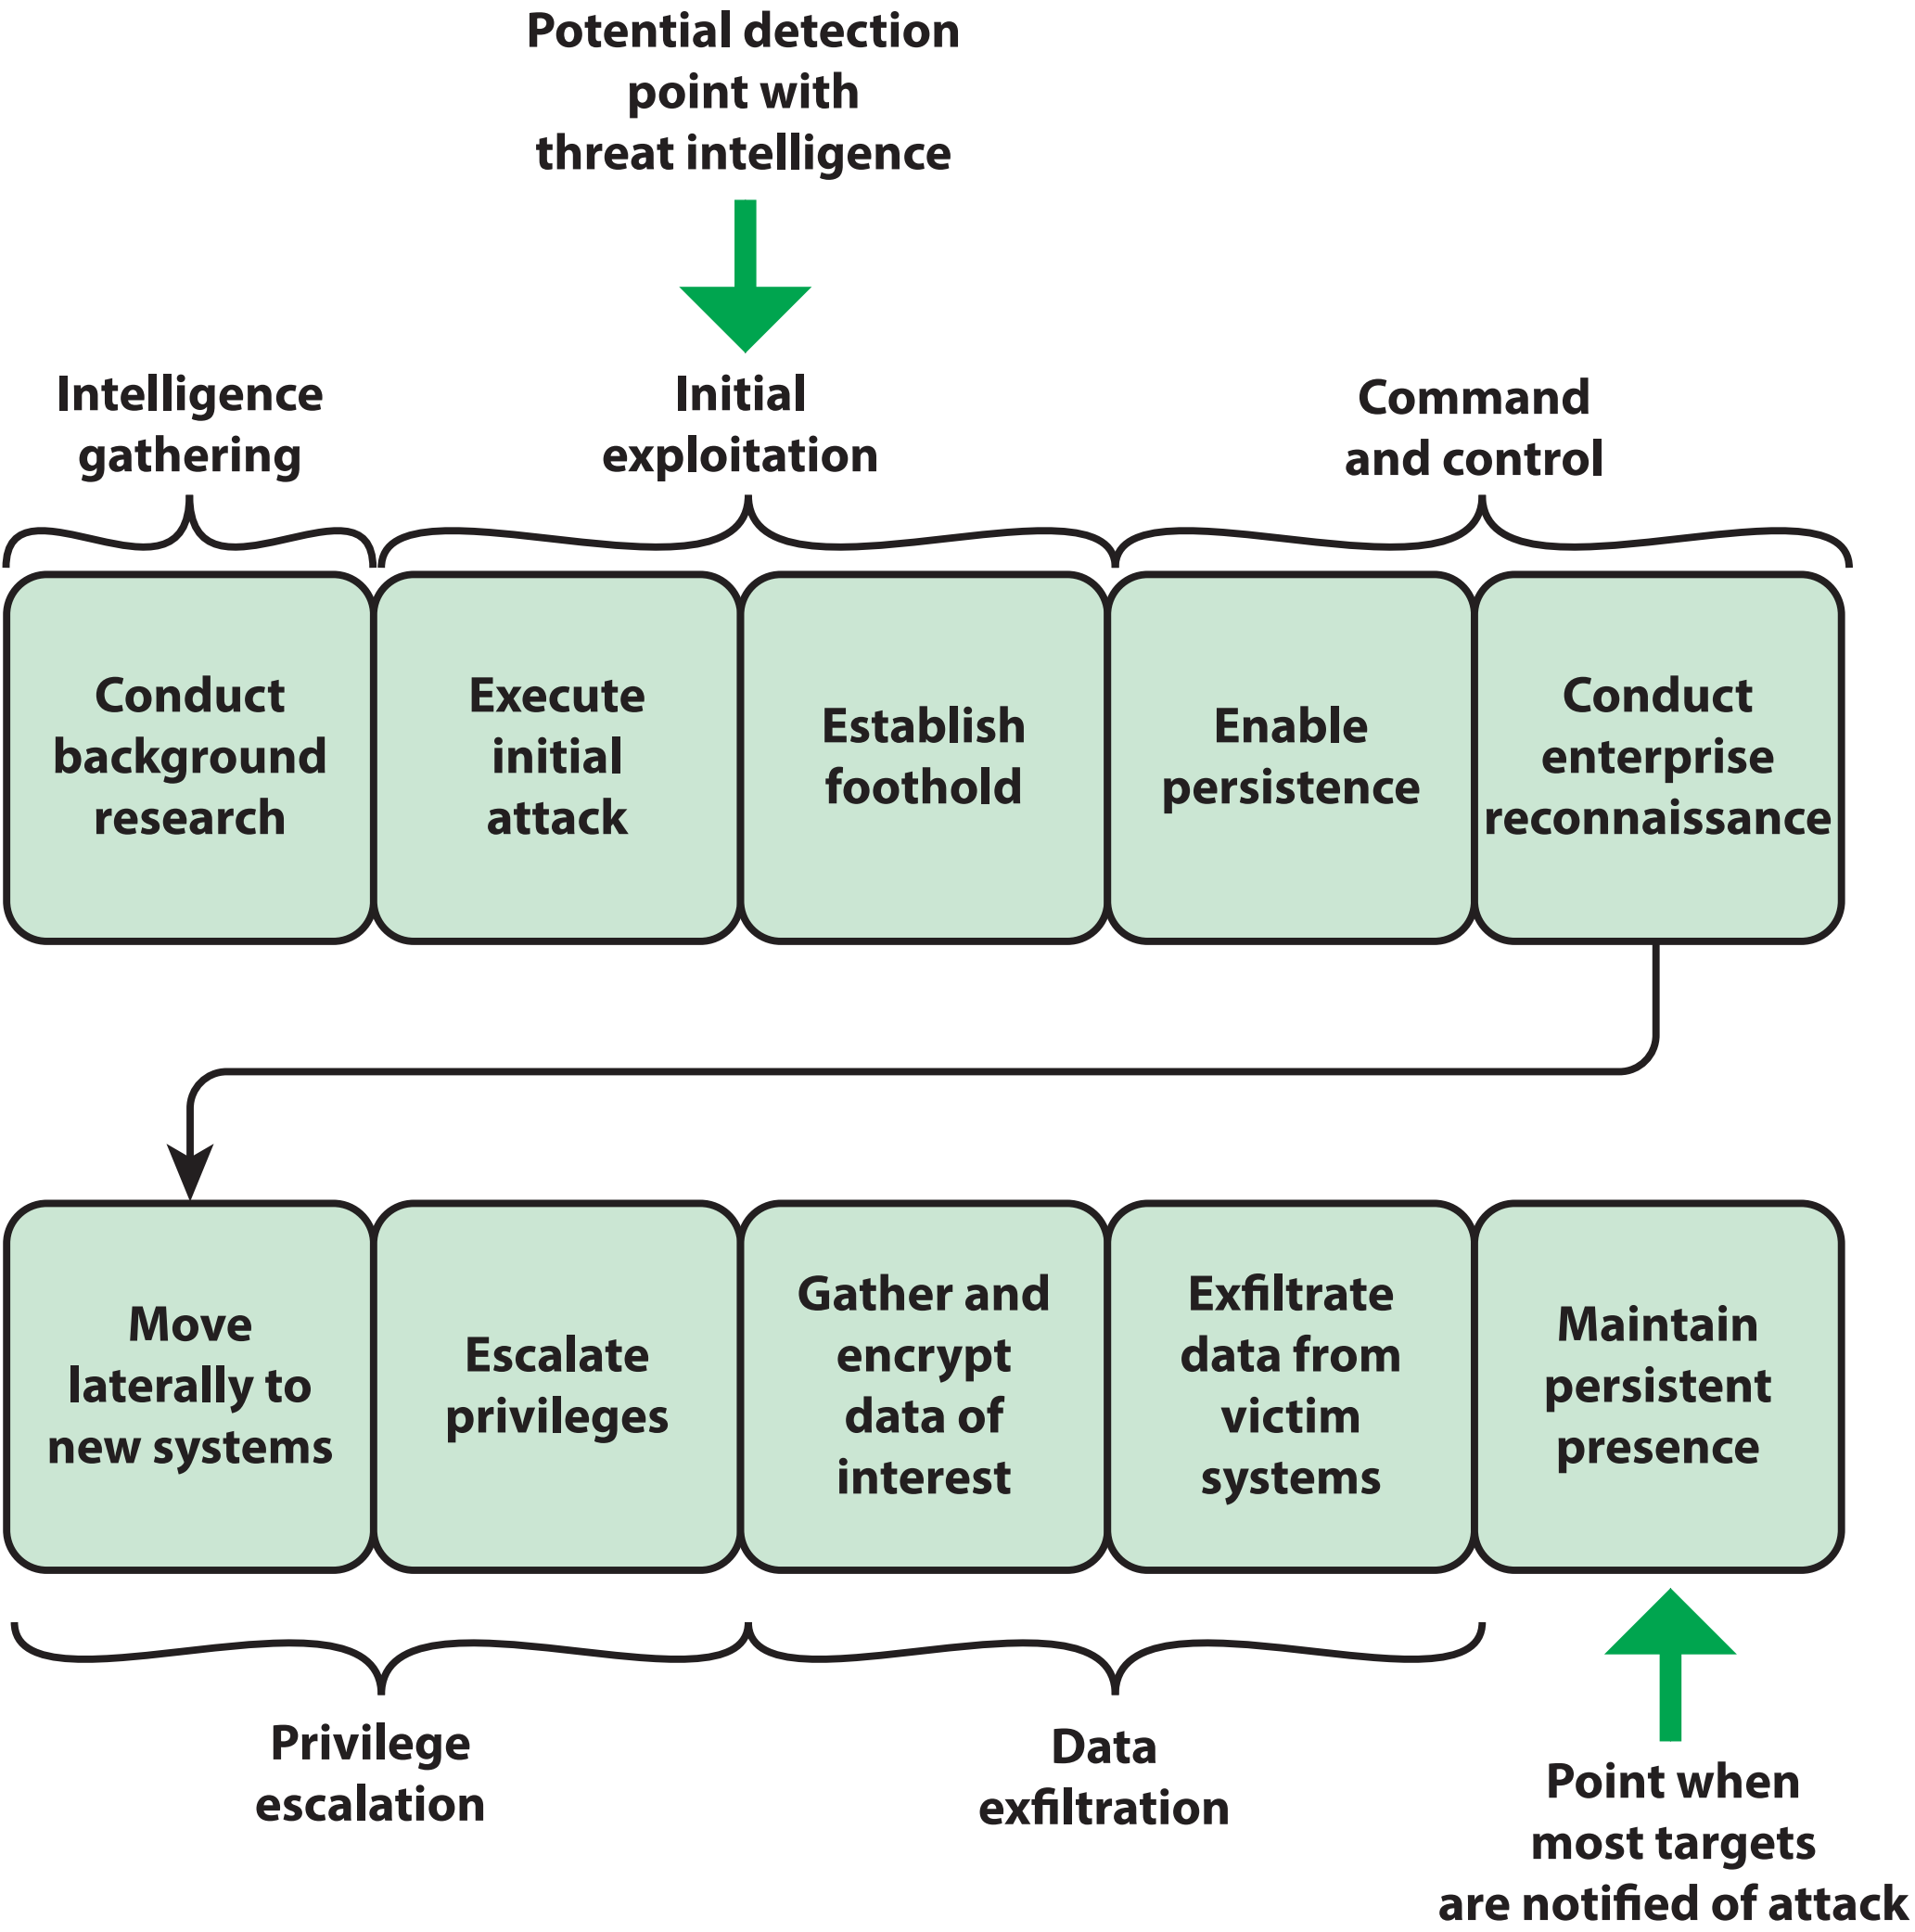 Potential detection
point with
threat intelligence
Intelligence
gathering
Initial
exploitation
Command
and control
Conduct
background
research
Execute
initial
attack
Establish
foothold
Enable
persistence
Conduct
enterprise
reconnaissance
Move
laterally to
new systems
Escalate
privileges
Gather and
encrypt
data of
interest
Exfiltrate
data from
victim
systems
Maintain
persistent
presence
Privilege
escalation
Data
exfiltration
Point when
most targets
are notified of attack